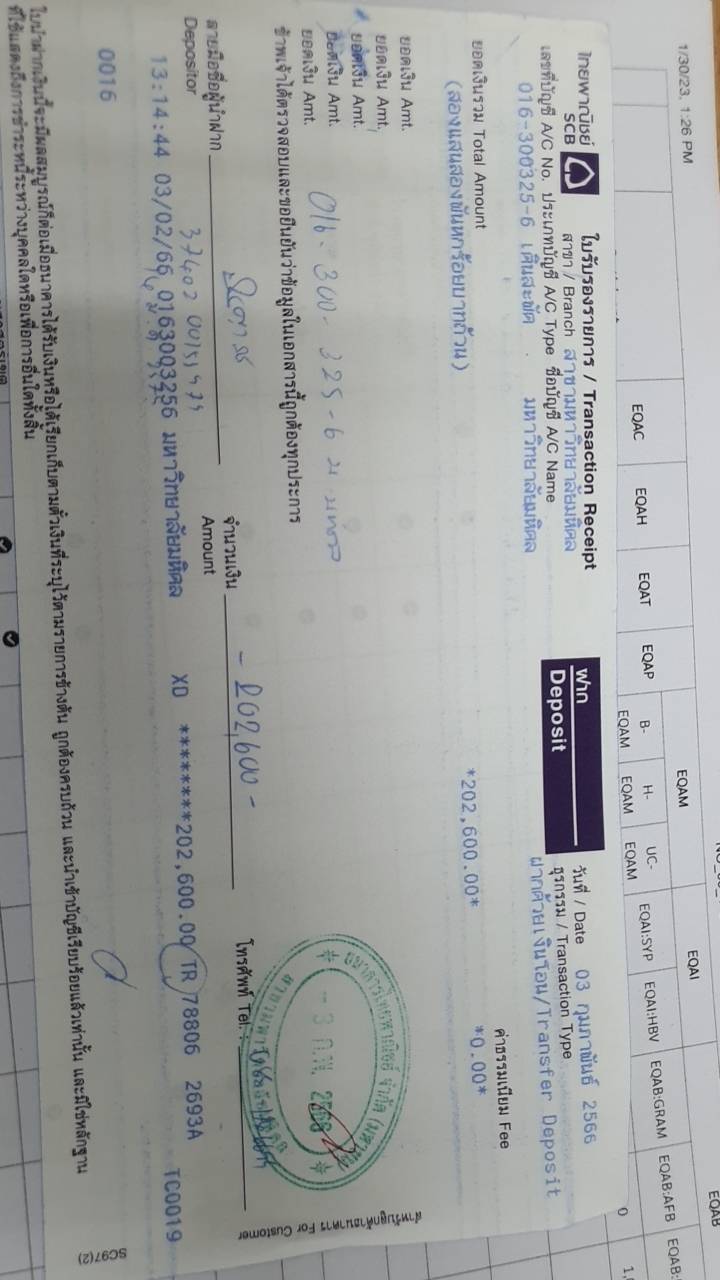 1/30/23, 1:26 PM
EQAM
EQAI
EQAB
EQAC
EQAH
EQAT
EQAP
B-EQAM
H-EQAM
UC-EQAM
EQAI:SYP
EQAI:HBV
EQAB:GRAM
EQAB:AFB
EQAB:
0
1.
ไทยพาณิชย์
SCB
ใบรับรองรายการ / Transaction Receipt
สาขา / Branch สาขามหาวิทยาลัยมหิดล
ฝาก
Deposit
วันที่ / Date 03 กุมภาพันธ์ 2566
ธุรกรรม / Transaction Type
ฝากด้วยเงินโอน/Transfer Deposit
เลขที่บัญชี A/C No. ประเภทบัญชี A/C Type ชื่อบัญชี A/C Name
016-300325-6 เดินสะพัด มหาวิทยาลัยมหิดล
ยอดเงินรวม Total Amount
*202,600.00*
ค่าธรรมเนียม Fee
*0.00*
(สองแสนสองพันหกร้อยบาทถ้วน)
ยอดเงิน Amt.
ยอดเงิน Amt.
ยอดเงิน Amt.
ยอดเงิน Amt.
ยอดเงิน Amt.
016-300-325-6 ม. มหิดล
ข้าพเจ้าได้ตรวจสอบและขอยืนยันว่าข้อมูลในเอกสารนี้ถูกต้องทุกประการ
ธนาคารไทยพาณิชย์ จำกัด (มหาชน)
- 3 ก.พ. 2566
ลายมือชื่อผู้นำฝาก
Depositor
จำนวนเงิน
Amount
- 202,600 -
โทรศัพท์ Tel.:
13:14:44 03/02/66 0163003256 มหาวิทยาลัยมหิดล XD ********202,600.00 TR 78806 2693A TC0019
0016
ใบนำฝากเงินนี้จะมีผลสมบูรณ์ก็ต่อเมื่อธนาคารได้รับเงินหรือได้เรียกเก็บตามตั๋วเงินที่ระบุไว้ตามรายการข้างต้น ถูกต้องครบถ้วน และนำเข้าบัญชีเรียบร้อยแล้วเท่านั้น และมิใช่หลักฐาน
ที่ใช้แสดงถึงการชำระหนี้ระหว่างบุคคลใดหรือเพื่อการอื่นใดทั้งสิ้น
สำหรับลูกค้าธนาคาร For Customer
SC97(2)